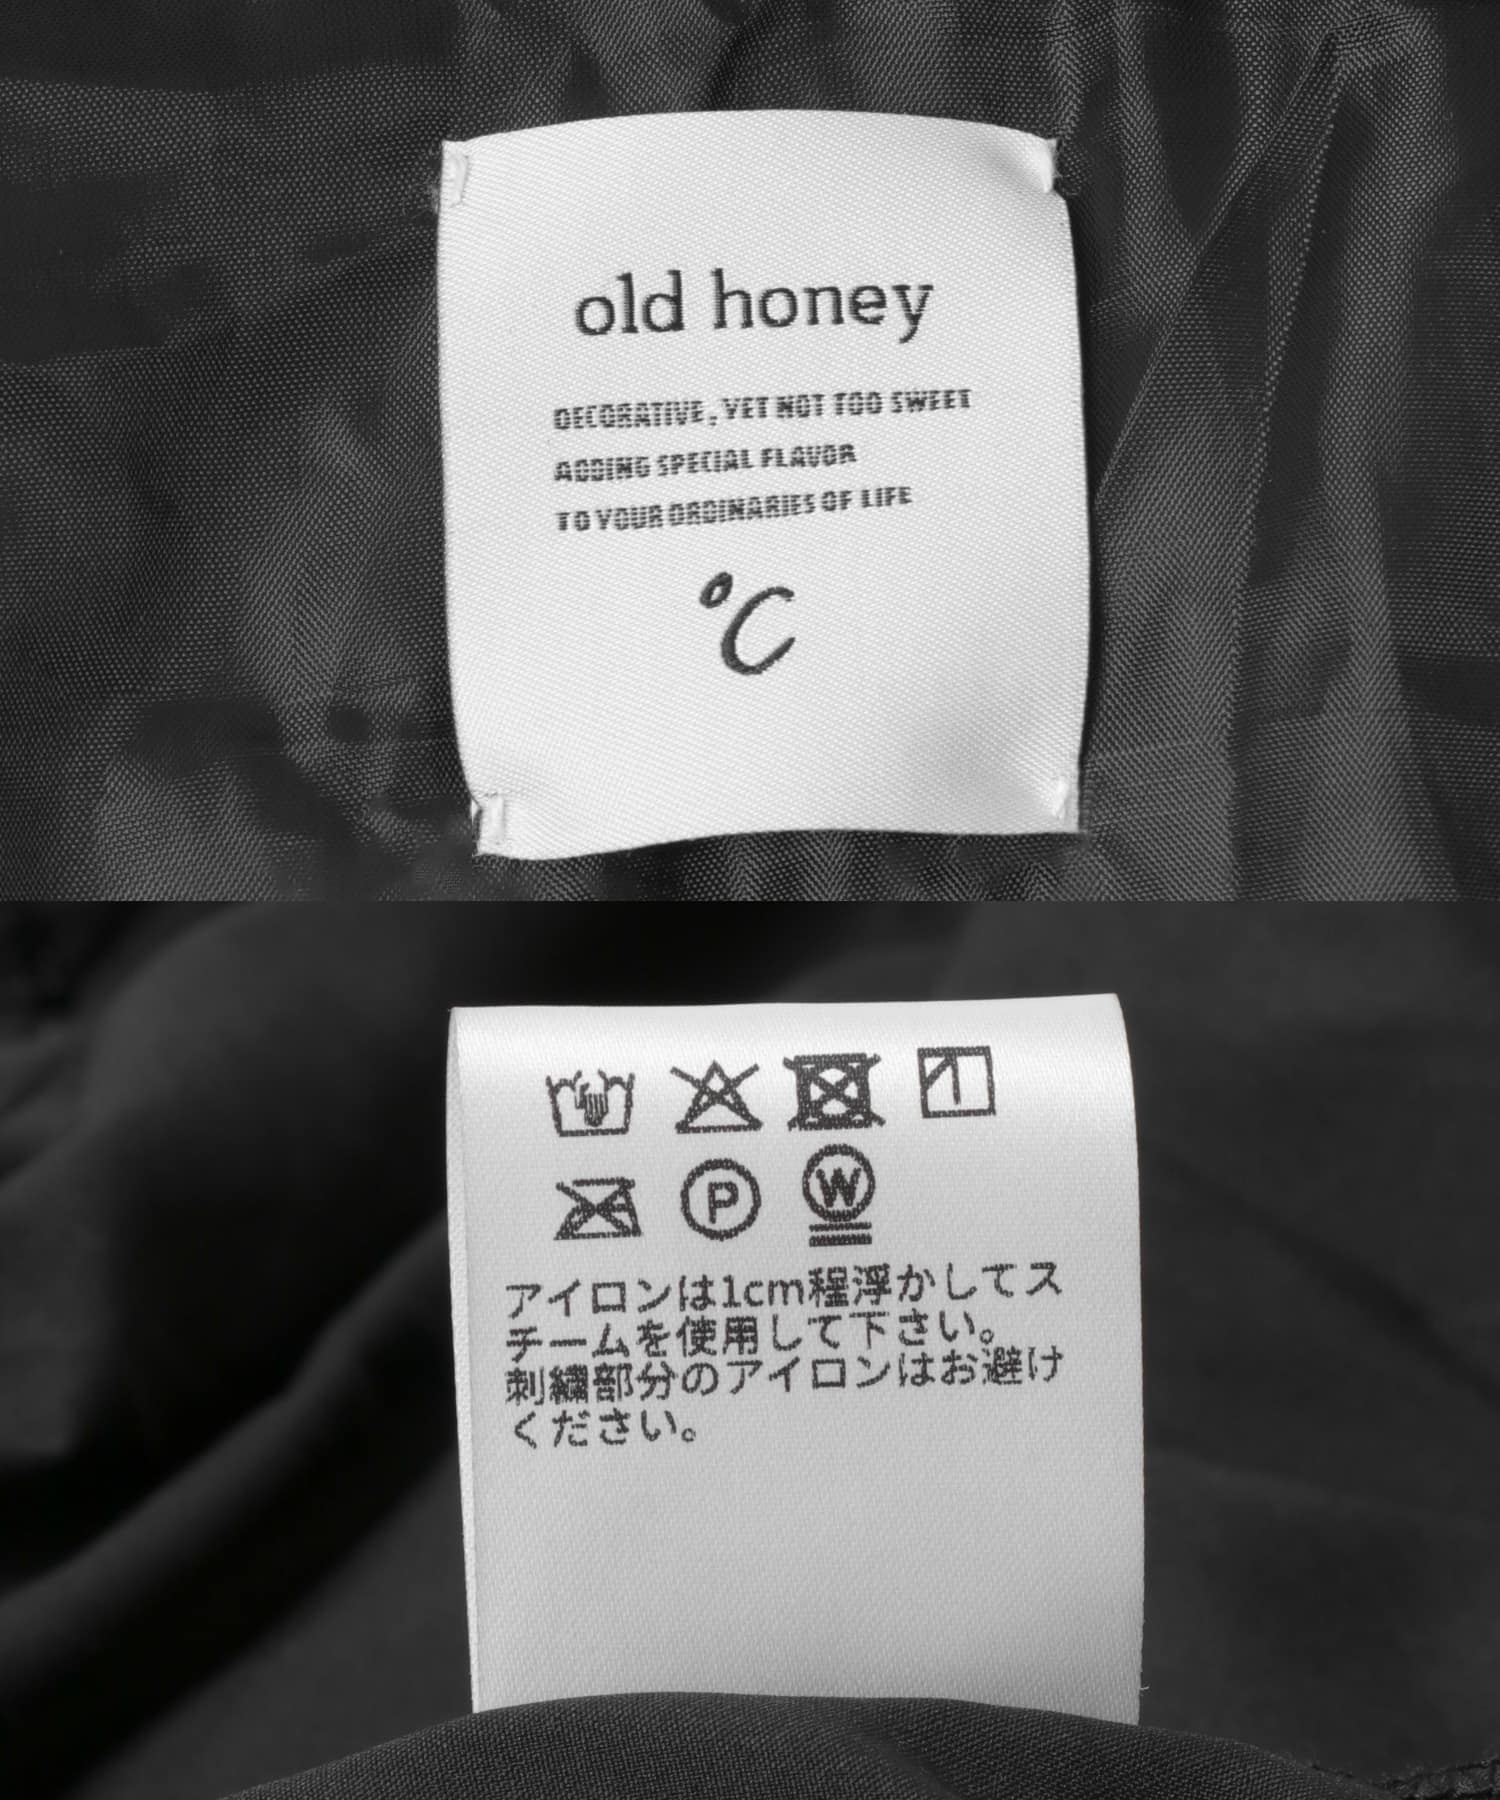 old honey
DECORATIVE, YET NOT TOO SWEET
ADDING SPECIAL FLAVOR
TO YOUR ORDINARIES OF LIFE
°C
P W
アイロンは1cm程浮かしてス
チームを使用して下さい。
刺繍部分のアイロンはお避け
ください。